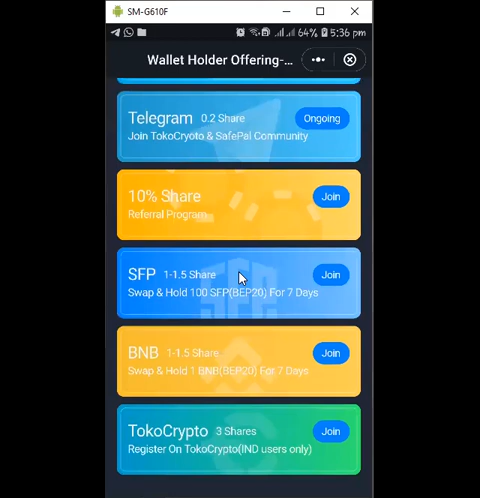 SM-G610F
64% 5:36 pm
Wallet Holder Offering-...
Telegram 0.2 Share Ongoing
Join TokoCryoto & SafePal Community
10% Share Join
Referral Program
SFP 1-1.5 Share Join
Swap & Hold 100 SFP(BEP20) For 7 Days
BNB 1-1.5 Share Join
Swap & Hold 1 BNB(BEP20) For 7 Days
TokoCrypto 3 Shares Join
Register On TokoCrypto(IND users only)